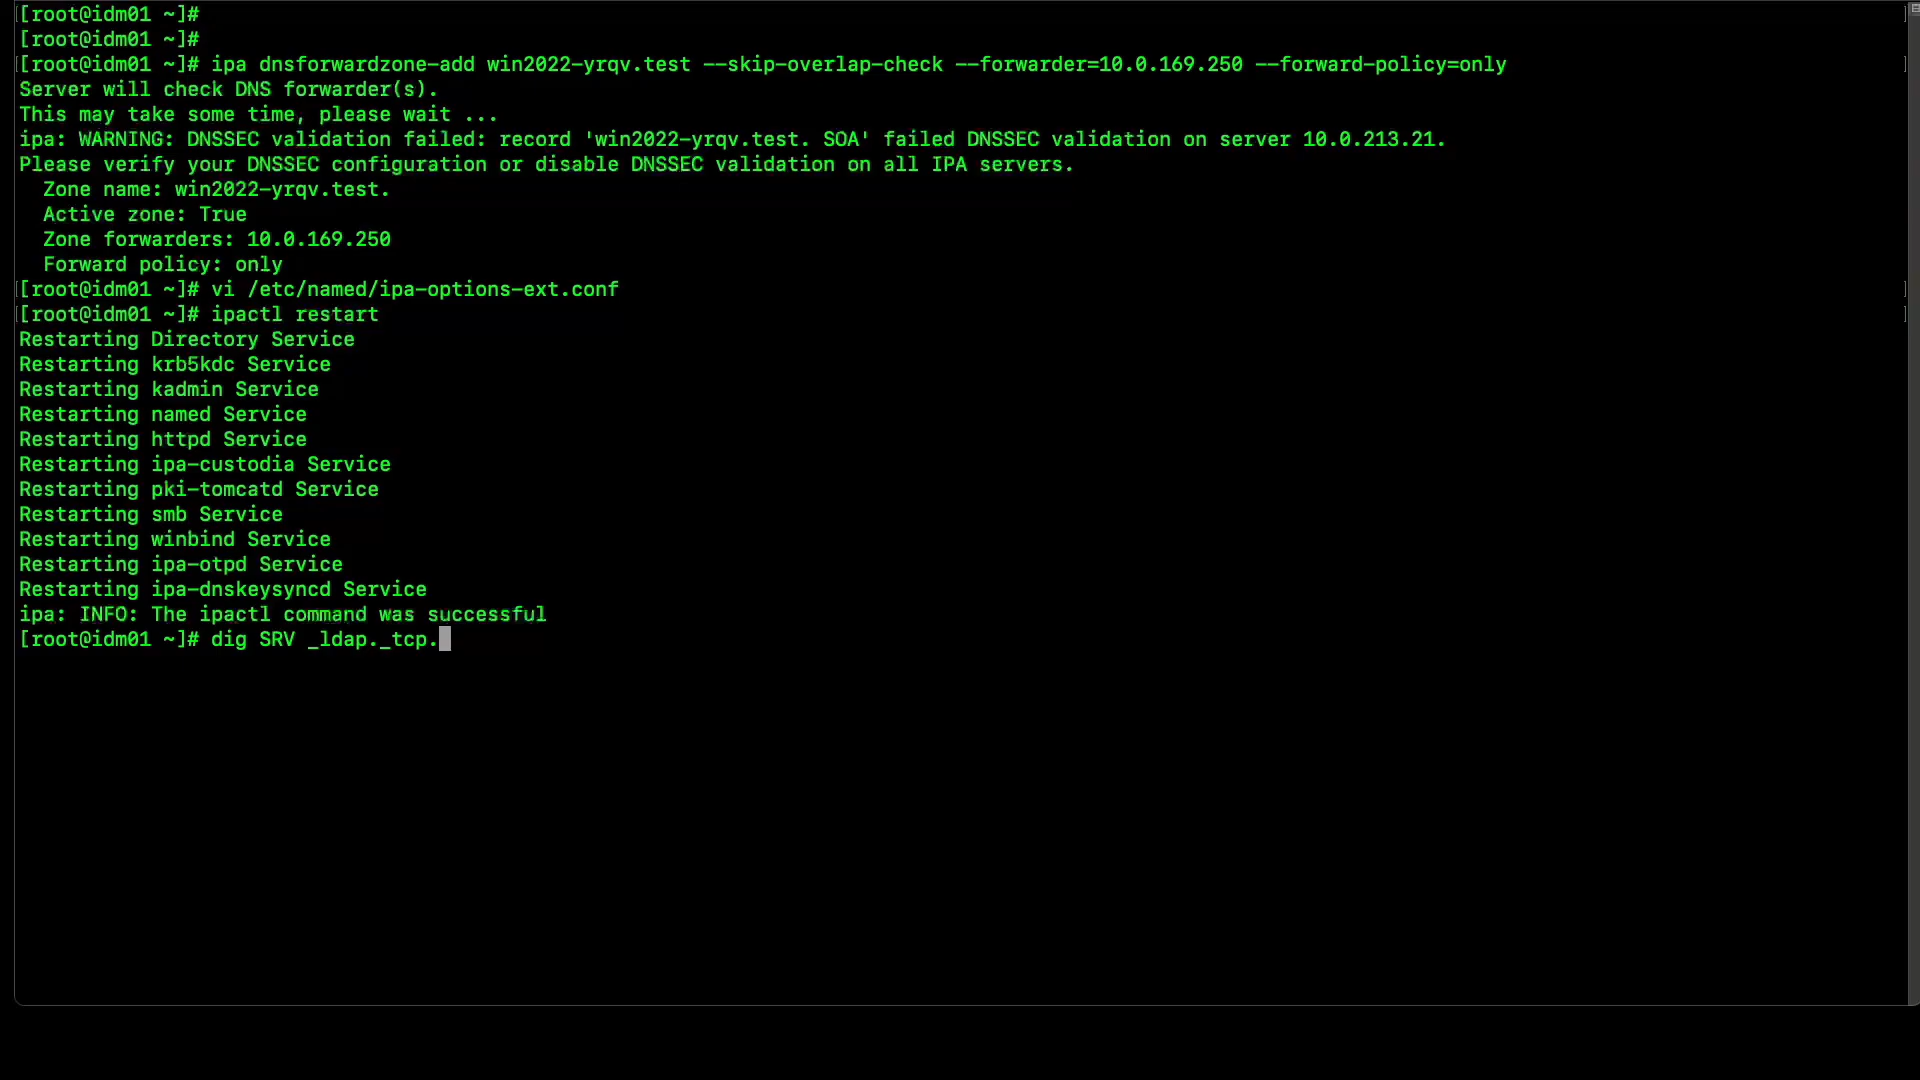 [root@idm01 ~]#
[root@idm01 ~]#
[root@idm01 ~]# ipa dnsforwardzone-add win2022-yrqv.test --skip-overlap-check --forwarder=10.0.169.250 --forward-policy=only
Server will check DNS forwarder(s).
This may take some time, please wait ...
ipa: WARNING: DNSSEC validation failed: record 'win2022-yrqv.test. SOA' failed DNSSEC validation on server 10.0.213.21.
Please verify your DNSSEC configuration or disable DNSSEC validation on all IPA servers.
  Zone name: win2022-yrqv.test.
  Active zone: True
  Zone forwarders: 10.0.169.250
  Forward policy: only
[root@idm01 ~]# vi /etc/named/ipa-options-ext.conf
[root@idm01 ~]# ipactl restart
Restarting Directory Service
Restarting krb5kdc Service
Restarting kadmin Service
Restarting named Service
Restarting httpd Service
Restarting ipa-custodia Service
Restarting pki-tomcatd Service
Restarting smb Service
Restarting winbind Service
Restarting ipa-otpd Service
Restarting ipa-dnskeysyncd Service
ipa: INFO: The ipactl command was successful
[root@idm01 ~]# dig SRV _ldap._tcp.